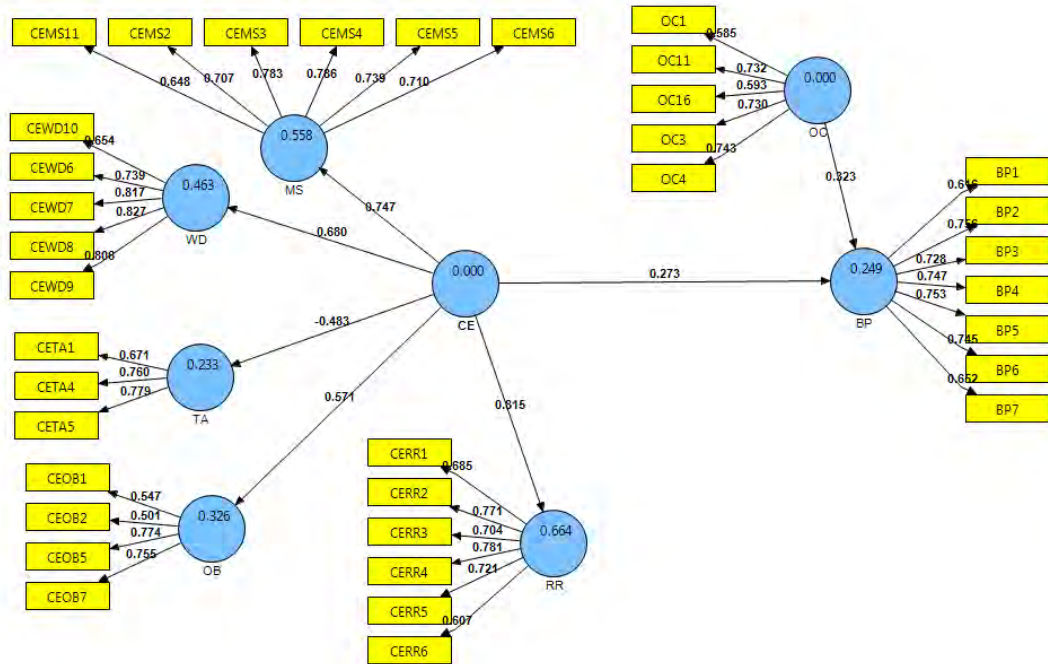 CEMS11 CEMS2 CEMS3 CEMS4 CEMS5 CEMS6
0.648 0.707 0.783 0.786 0.739 0.710
0.558
MS
CEWD10
CEWD6
CEWD7
CEWD8
CEWD9
0.654
0.739
0.817
0.827
0.806
0.463
WD
0.747
0.680
0.000
CE
-0.483
0.571
0.815
0.273
CETA1
CETA4
CETA5
0.671
0.760
0.779
0.233
TA
CEOB1
CEOB2
CEOB5
CEOB7
0.547
0.501
0.774
0.755
0.326
OB
CERR1
CERR2
CERR3
CERR4
CERR5
CERR6
0.685
0.771
0.704
0.781
0.721
0.607
0.664
RR
OC1
OC11
OC16
OC3
OC4
0.585
0.732
0.593
0.730
0.743
0.000
OC
0.323
0.249
BP
0.616
0.756
0.728
0.747
0.753
0.745
0.652
BP1
BP2
BP3
BP4
BP5
BP6
BP7